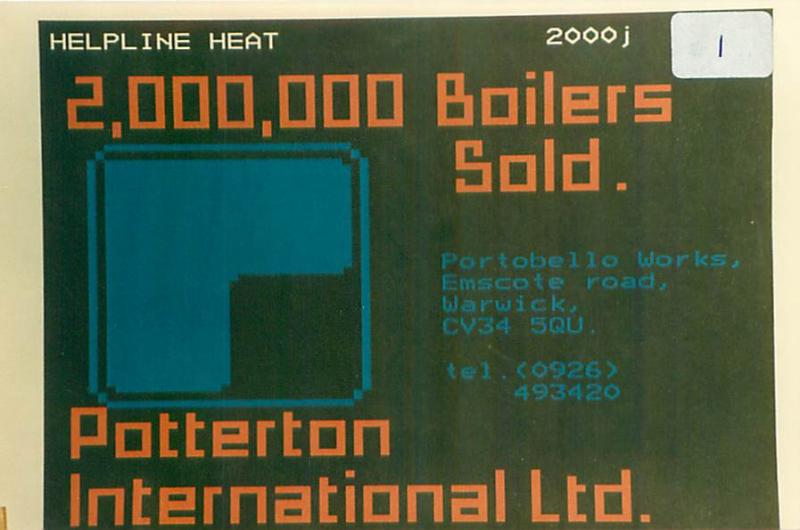 HELPLINE HEAT 2000j
1
2,000,000 Boilers
Sold.
Portobello Works,
Emscote road,
Warwick,
CV34 5QU.
tel.(0926)
493420
Potterton
International Ltd.